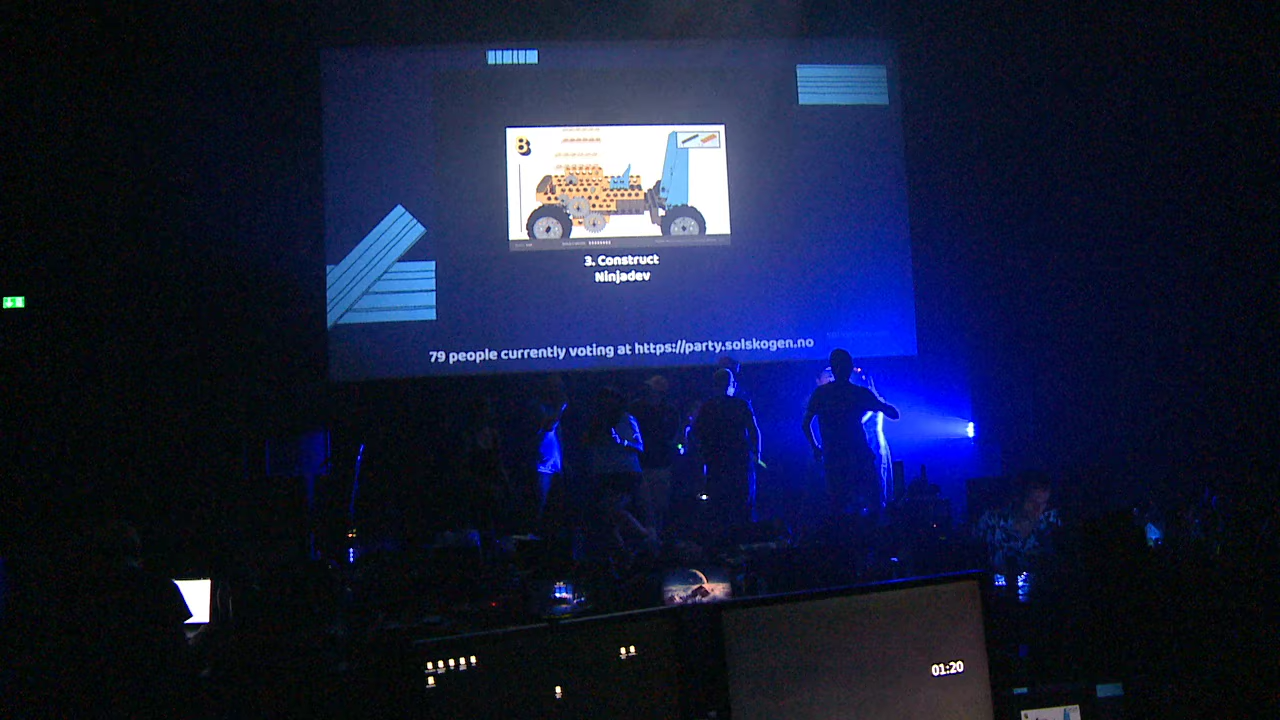 8
3. Construct
Ninjadev
79 people currently voting at https://party.solskogen.no
01:20